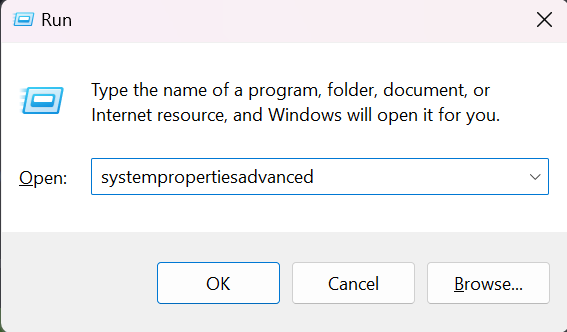 Run
Type the name of a program, folder, document, or
Internet resource, and Windows will open it for you.
Open: systempropertiesadvanced
OK Cancel Browse...